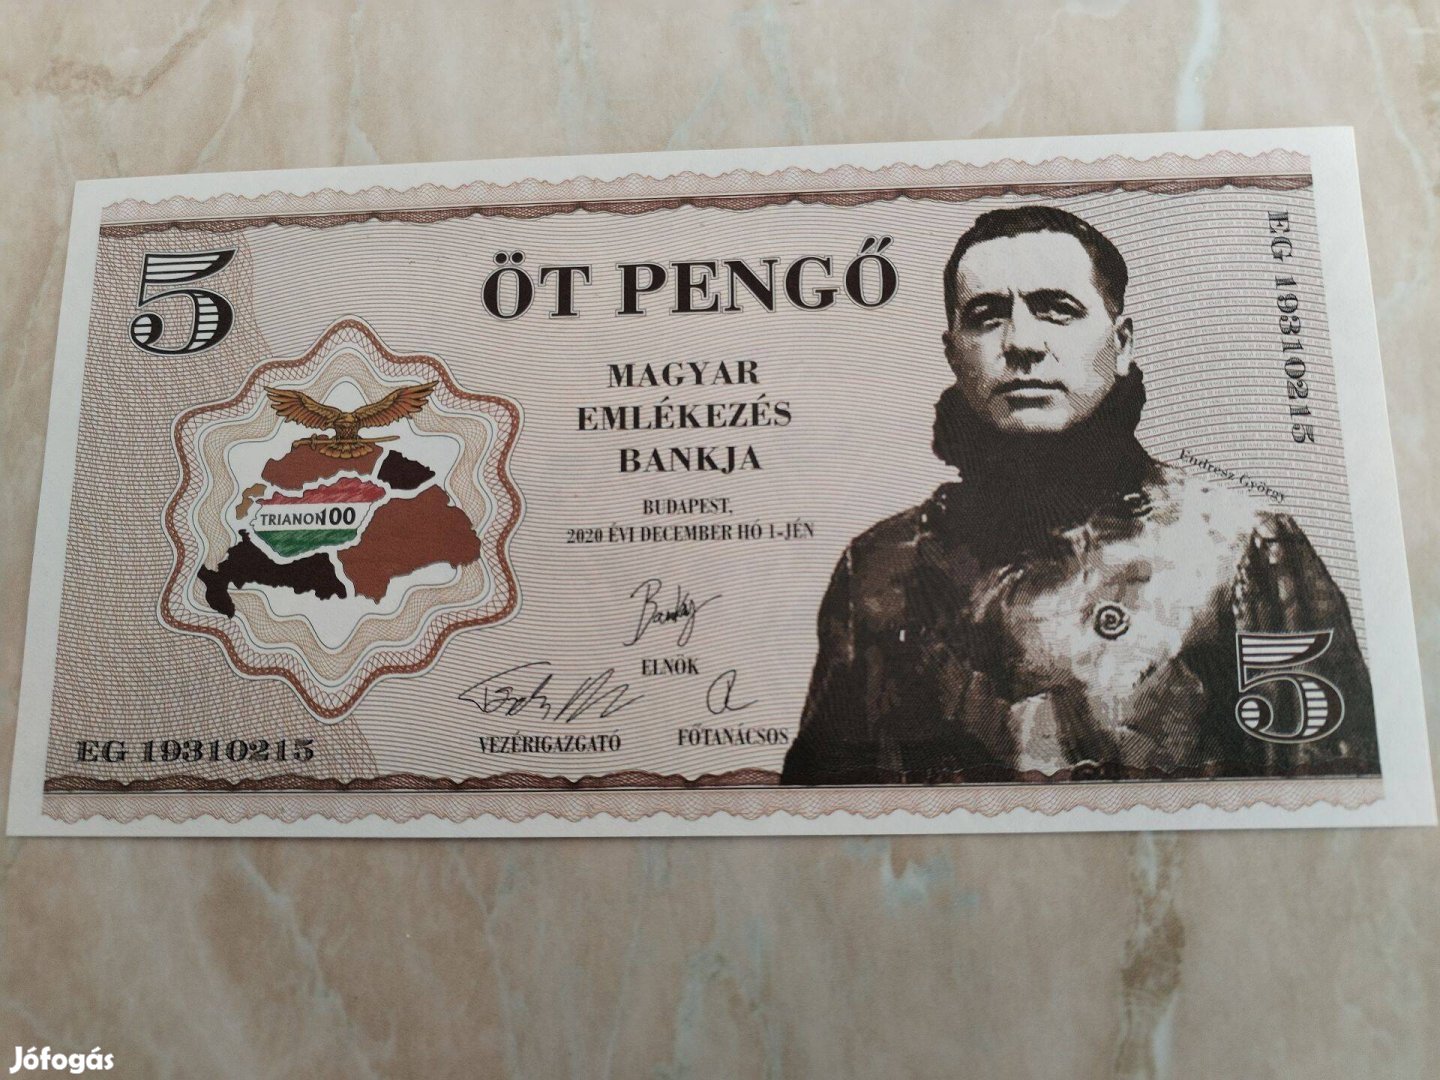 5
ÖT PENGŐ
EG 19310215
MAGYAR
EMLÉKEZÉS
BANKJA
Endresz György
BUDAPEST,
2020 ÉVI DECEMBER HÓ 1-JÉN
TRIANON100
ELNÖK
VEZÉRIGAZGATÓ
FŐTANÁCSOS
5
EG 19310215
Jófogás